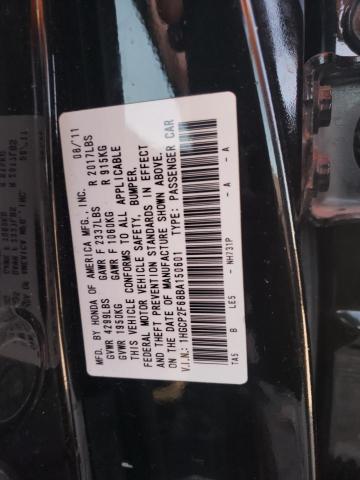 MFD. BY HONDA OF AMERICA MFG., INC. 08/11
GVWR 4299LBS GAWR F 2337LBS R 2017LBS
GVWR 1950KG GAWR F 1060KG R 915KG
THIS VEHICLE CONFORMS TO ALL APPLICABLE
FEDERAL MOTOR VEHICLE SAFETY, BUMPER,
AND THEFT PREVENTION STANDARDS IN EFFECT
ON THE DATE OF MANUFACTURE SHOWN ABOVE.
V.I.N.: 1HGCP2F68BA150601 TYPE: PASSENGER CAR
TA5 B LE5 - NH731P - A - A